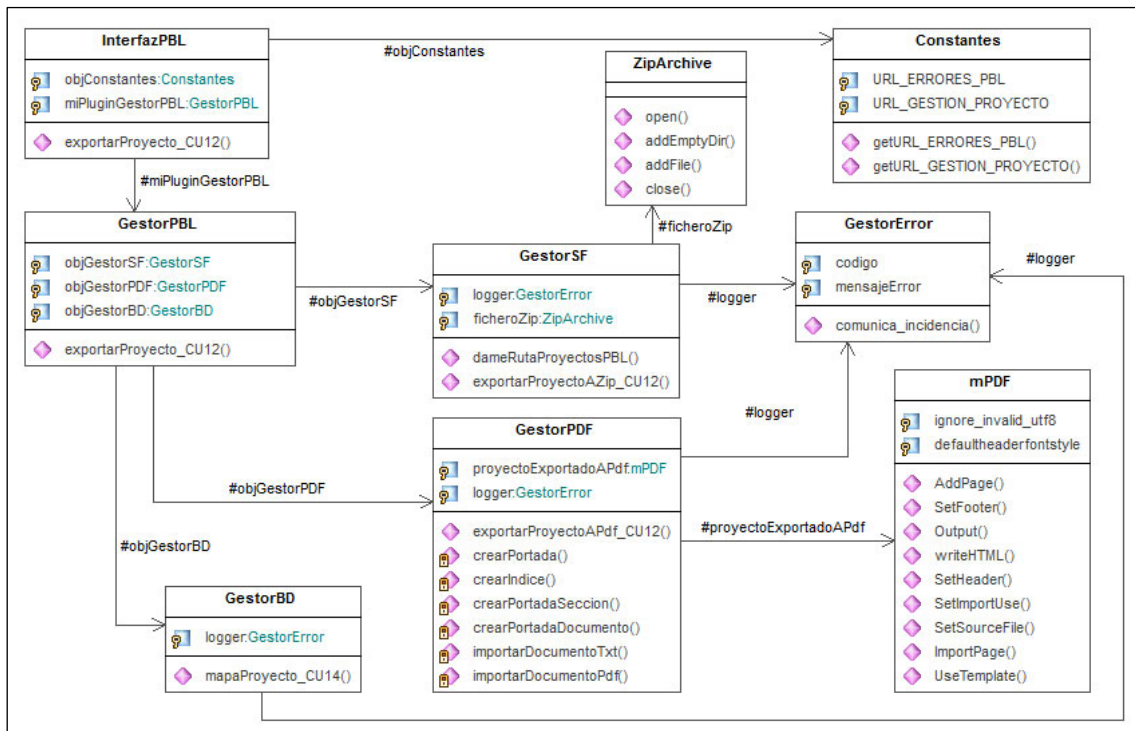 InterfazPBL
objConstantes:Constantes
miPluginGestorPBL:GestorPBL
exportarProyecto_CU12()
#objConstantes
Constantes
URL_ERRORES_PBL
URL_GESTION_PROYECTO
getURL_ERRORES_PBL()
getURL_GESTION_PROYECTO()
ZipArchive
open()
addEmptyDir()
addFile()
close()
#miPluginGestorPBL
#ficheroZip
GestorPBL
objGestorSF:GestorSF
objGestorPDF:GestorPDF
objGestorBD:GestorBD
exportarProyecto_CU12()
#objGestorSF
GestorSF
logger:GestorError
ficheroZip:ZipArchive
dameRutaProyectosPBL()
exportarProyectoAZip_CU12()
#logger
GestorError
codigo
mensajeError
comunica_incidencia()
#logger
#logger
#objGestorPDF
GestorPDF
proyectoExportadoAPdf:mPDF
logger:GestorError
exportarProyectoAPdf_CU12()
crearPortada()
crearIndice()
crearPortadaSeccion()
crearPortadaDocumento()
importarDocumentoTxt()
importarDocumentoPdf()
#proyectoExportadoAPdf
mPDF
ignore_invalid_utf8
defaultheaderfontstyle
AddPage()
SetFooter()
Output()
writeHTML()
SetHeader()
SetImportUse()
SetSourceFile()
ImportPage()
UseTemplate()
#objGestorBD
GestorBD
logger:GestorError
mapaProyecto_CU14()